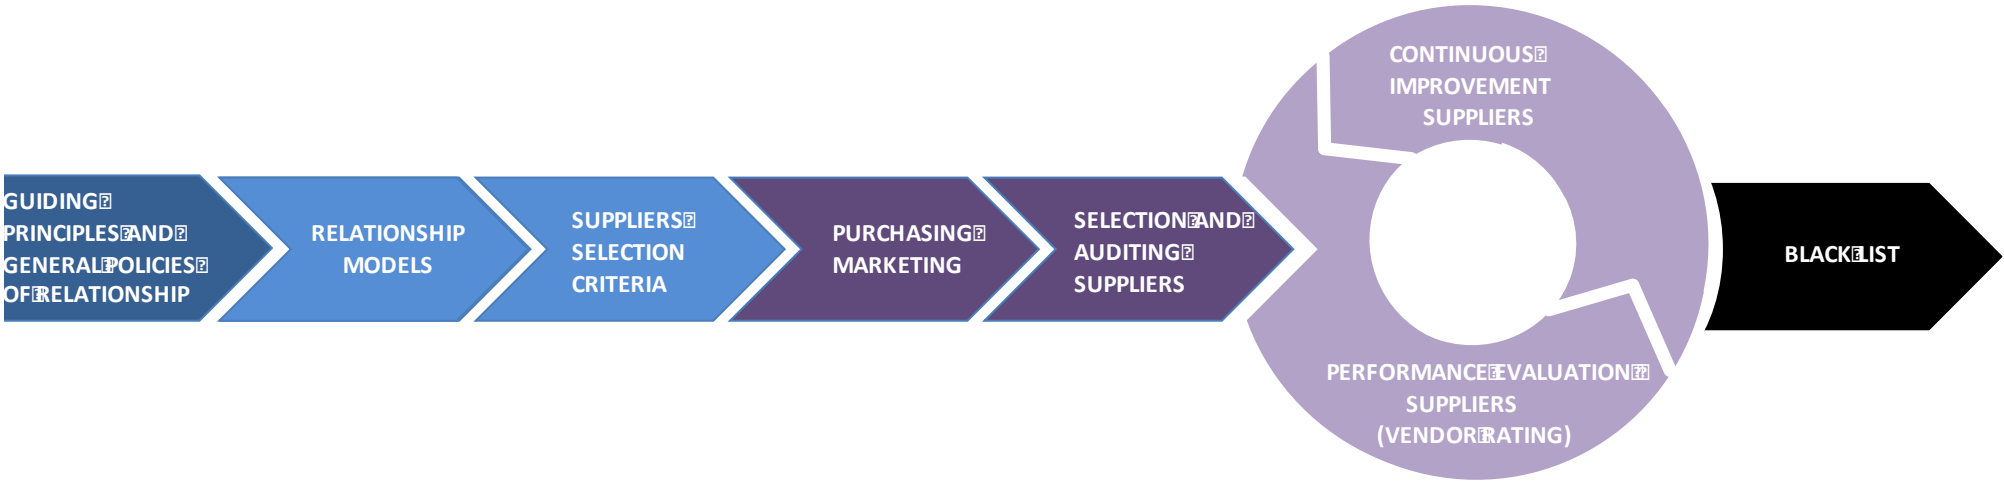 GUIDING
PRINCIPLES AND
GENERAL POLICIES
OF RELATIONSHIP
RELATIONSHIP
MODELS
SUPPLIERS
SELECTION
CRITERIA
PURCHASING
MARKETING
SELECTION AND
AUDITING
SUPPLIERS
CONTINUOUS
IMPROVEMENT
SUPPLIERS
PERFORMANCE EVALUATION
SUPPLIERS
(VENDOR RATING)
BLACK LIST